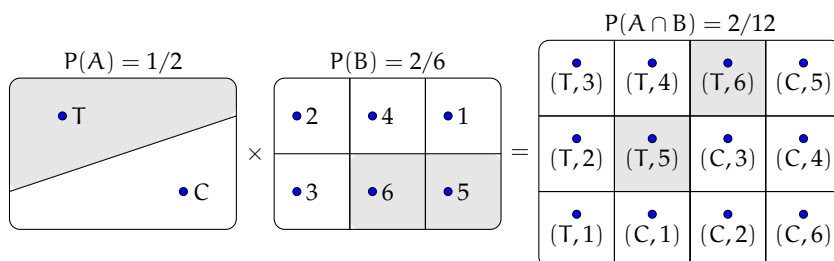 P(A) = 1/2
T
C
×
P(B) = 2/6
2 4 1
3 6 5
=
P(A ∩ B) = 2/12
(T, 3) (T, 4) (T, 6) (C, 5)
(T, 2) (T, 5) (C, 3) (C, 4)
(T, 1) (C, 1) (C, 2) (C, 6)